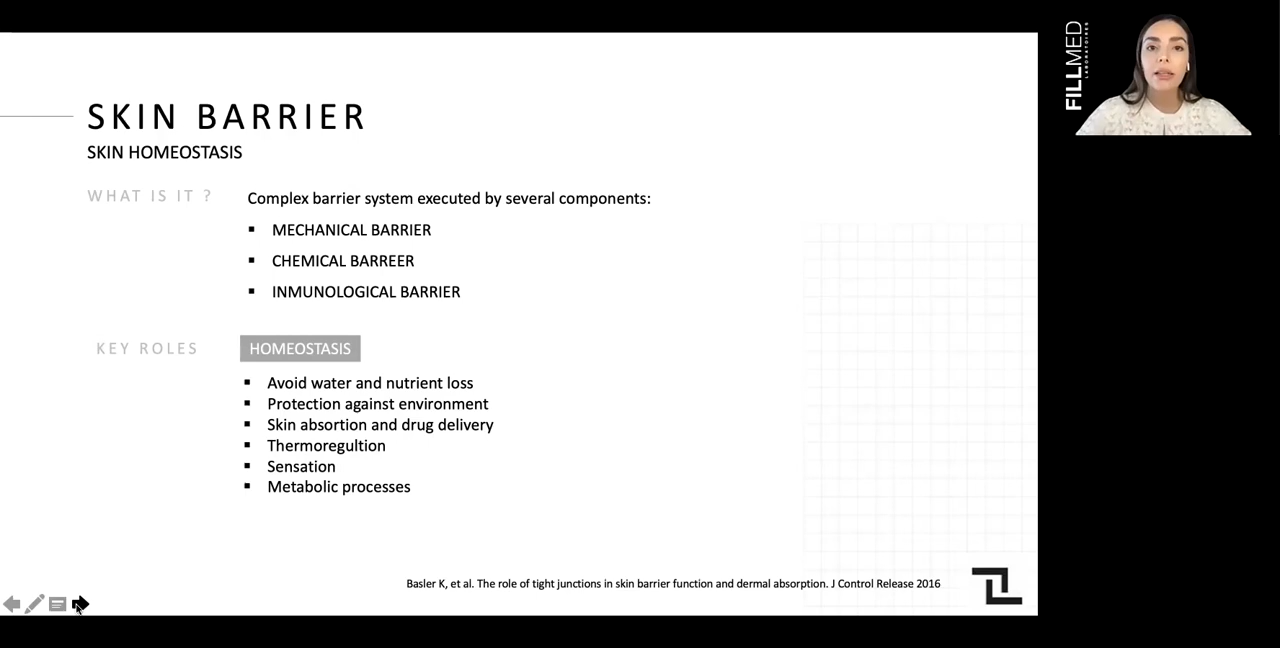 SKIN BARRIER
SKIN HOMEOSTASIS
WHAT IS IT ?
Complex barrier system executed by several components:
▪ MECHANICAL BARRIER
▪ CHEMICAL BARREER
▪ INMUNOLOGICAL BARRIER
KEY ROLES
HOMEOSTASIS
▪ Avoid water and nutrient loss
▪ Protection against environment
▪ Skin absortion and drug delivery
▪ Thermoregultion
▪ Sensation
▪ Metabolic processes
Basler K, et al. The role of tight junctions in skin barrier function and dermal absorption. J Control Release 2016
FILLMED
LABORATOIRES